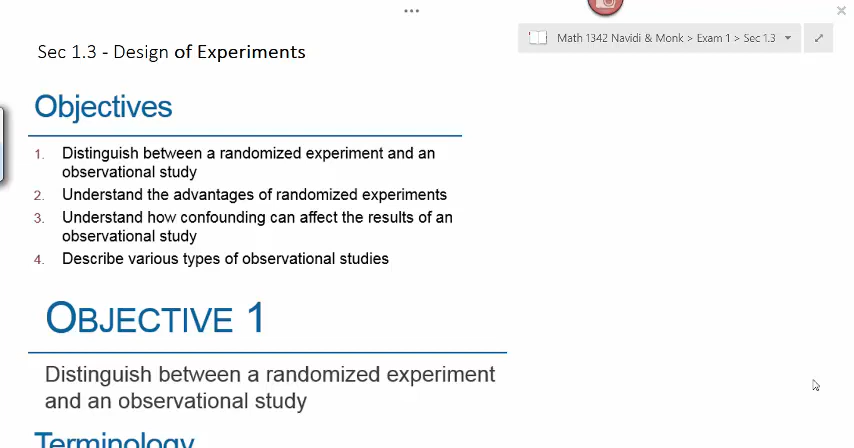 Math 1342 Navidi & Monk > Exam 1 > Sec 1.3
Sec 1.3 - Design of Experiments
Objectives
1. Distinguish between a randomized experiment and an
observational study
2. Understand the advantages of randomized experiments
3. Understand how confounding can affect the results of an
observational study
4. Describe various types of observational studies
OBJECTIVE 1
Distinguish between a randomized experiment
and an observational study
Terminology